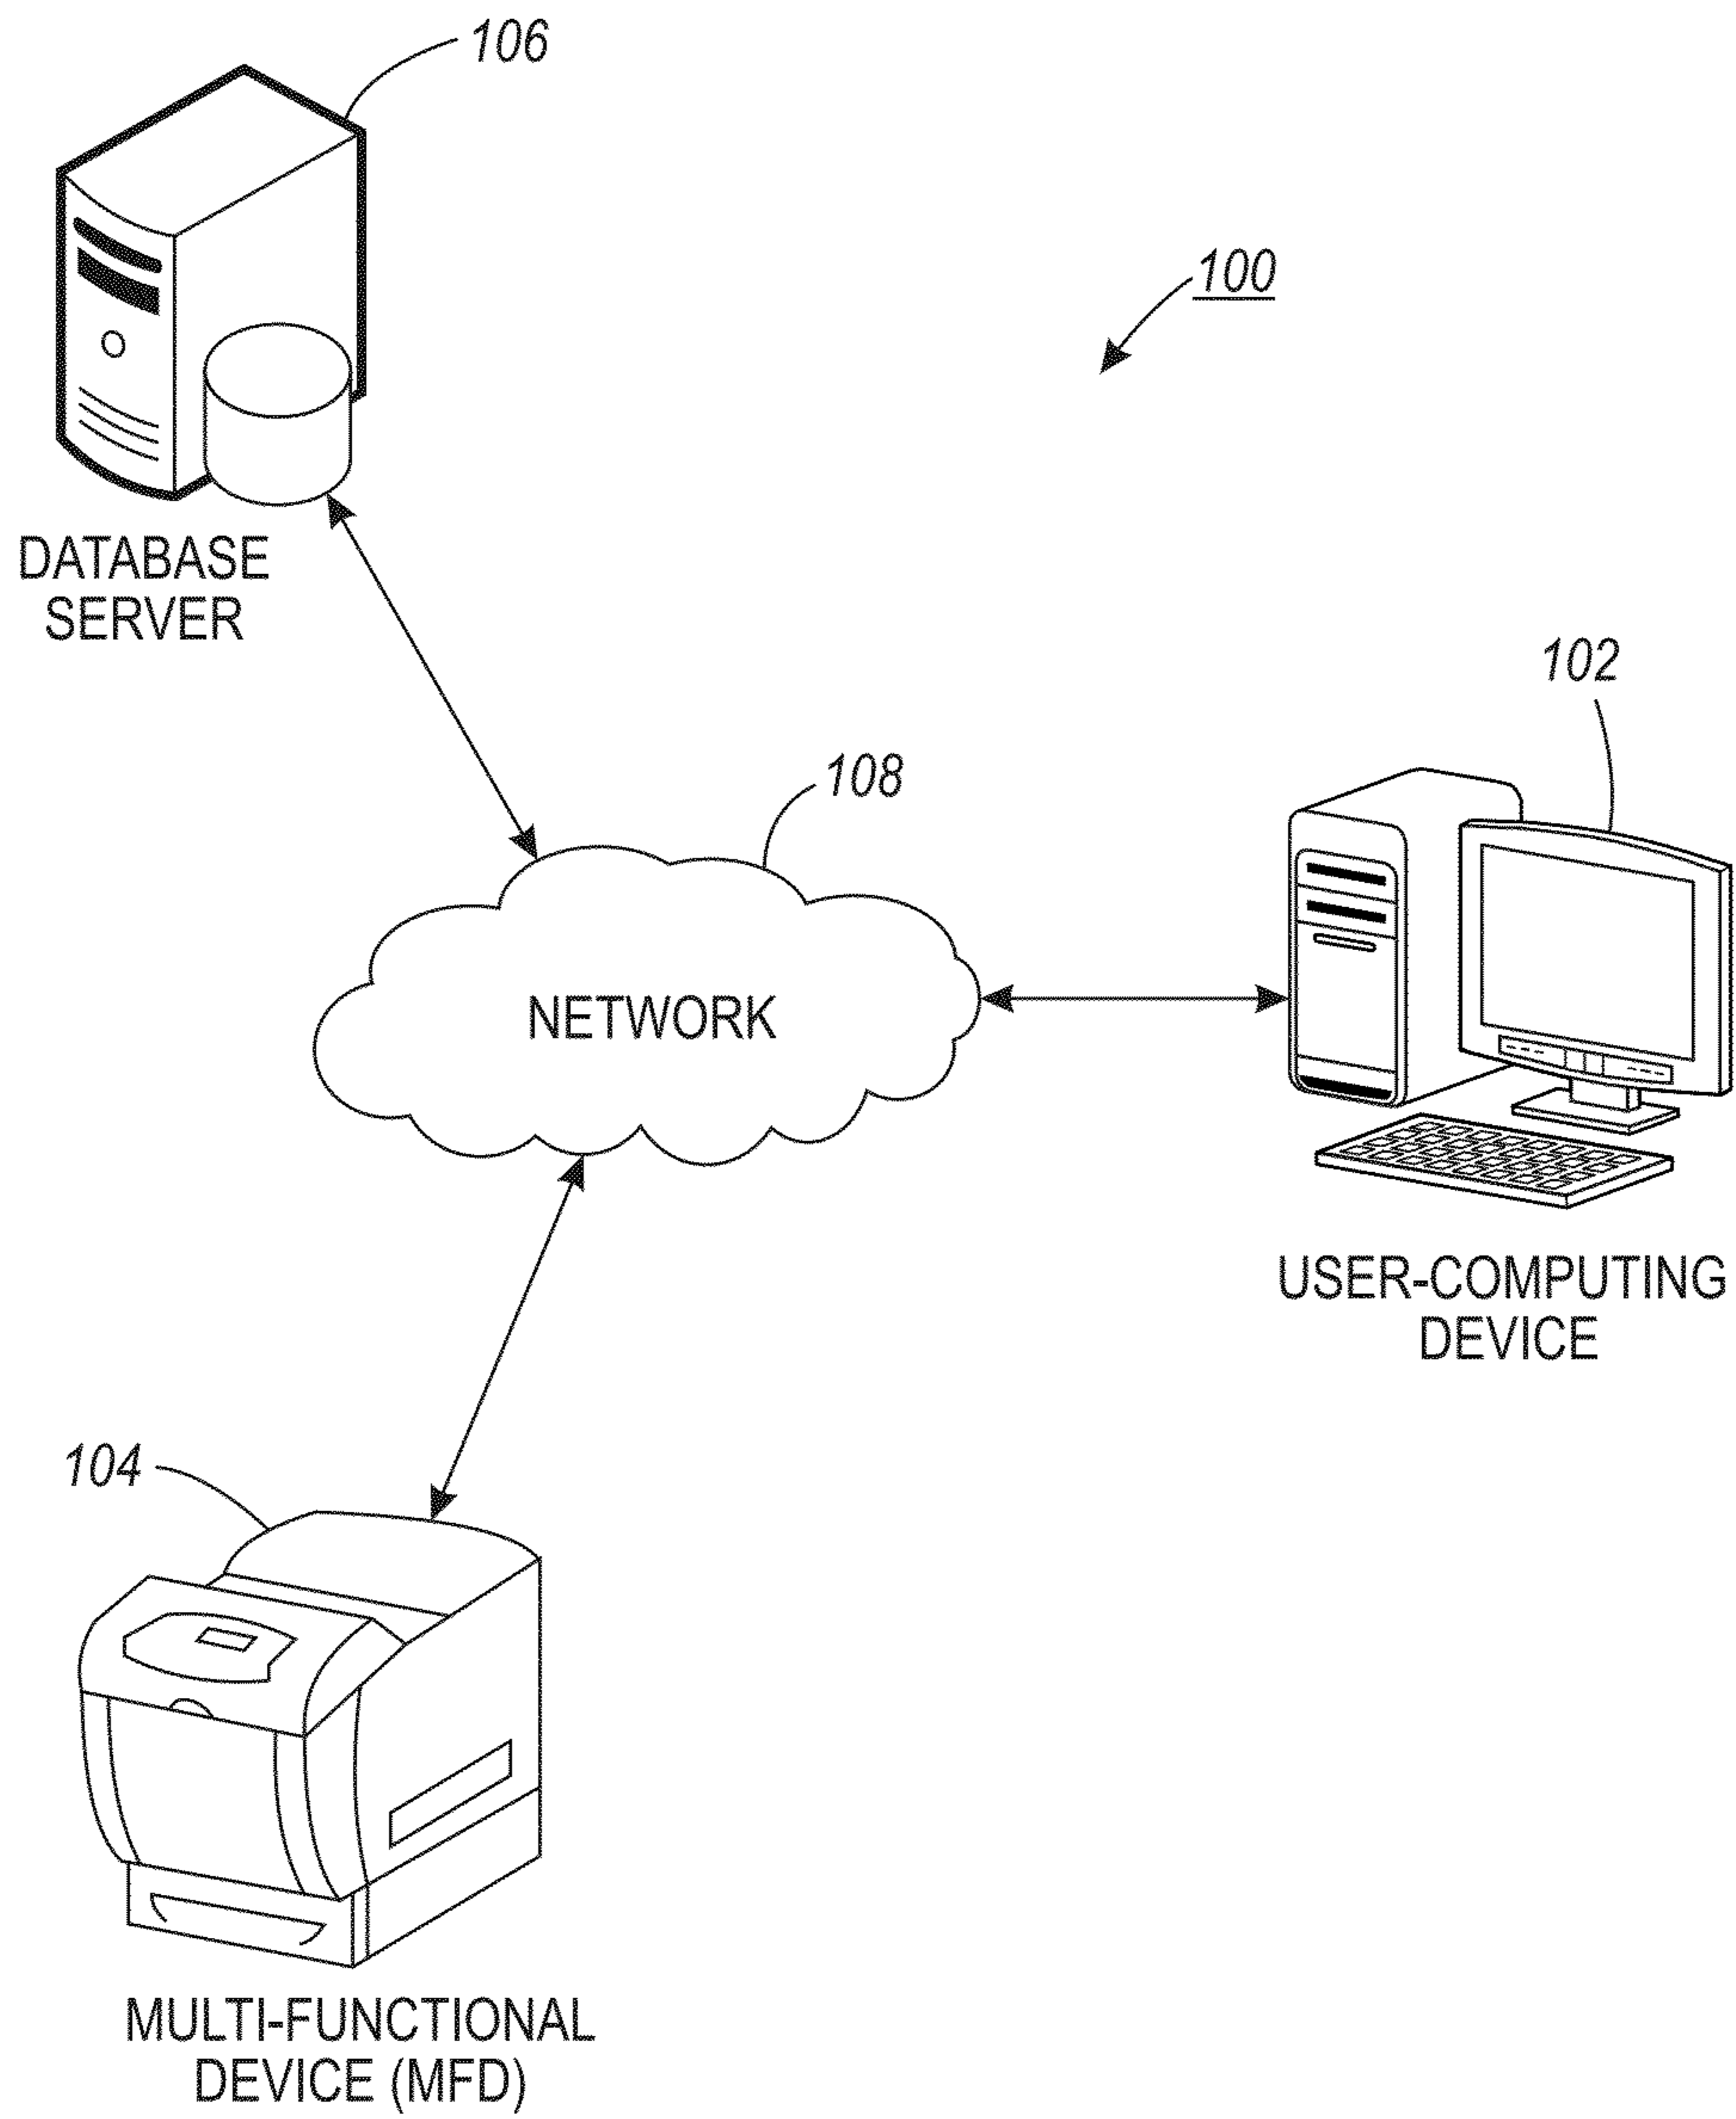 106
100
DATABASE
SERVER
102
108
NETWORK
USER-COMPUTING
DEVICE
104
MULTI-FUNCTIONAL
DEVICE (MFD)